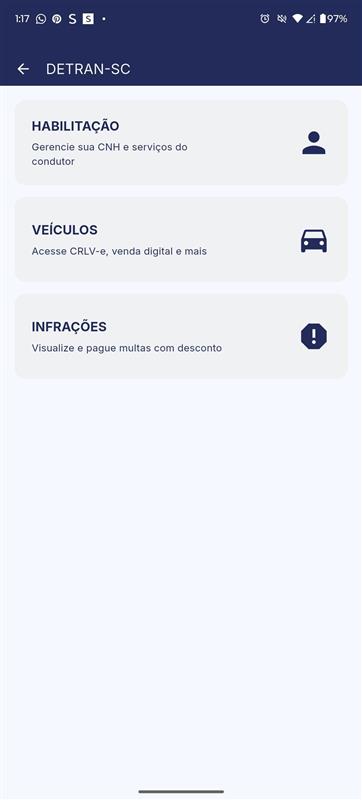 1:17
97%
DETRAN-SC
HABILITAÇÃO
Gerencie sua CNH e serviços do
condutor
VEÍCULOS
Acesse CRLV-e, venda digital e mais
INFRAÇÕES
Visualize e pague multas com desconto